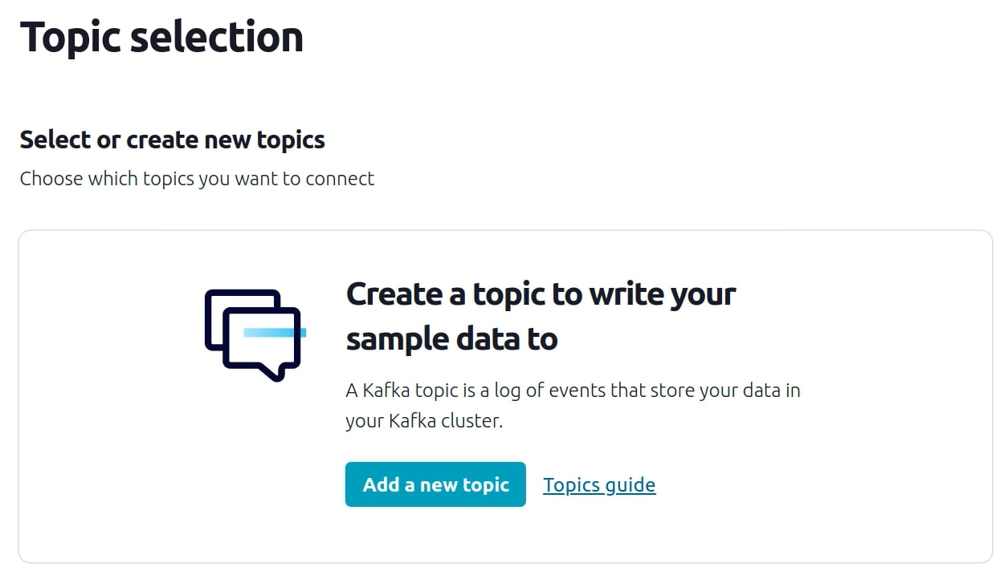 Topic selection
Select or create new topics
Choose which topics you want to connect
Create a topic to write your
sample data to
A Kafka topic is a log of events that store your data in
your Kafka cluster.
Add a new topic
Topics guide